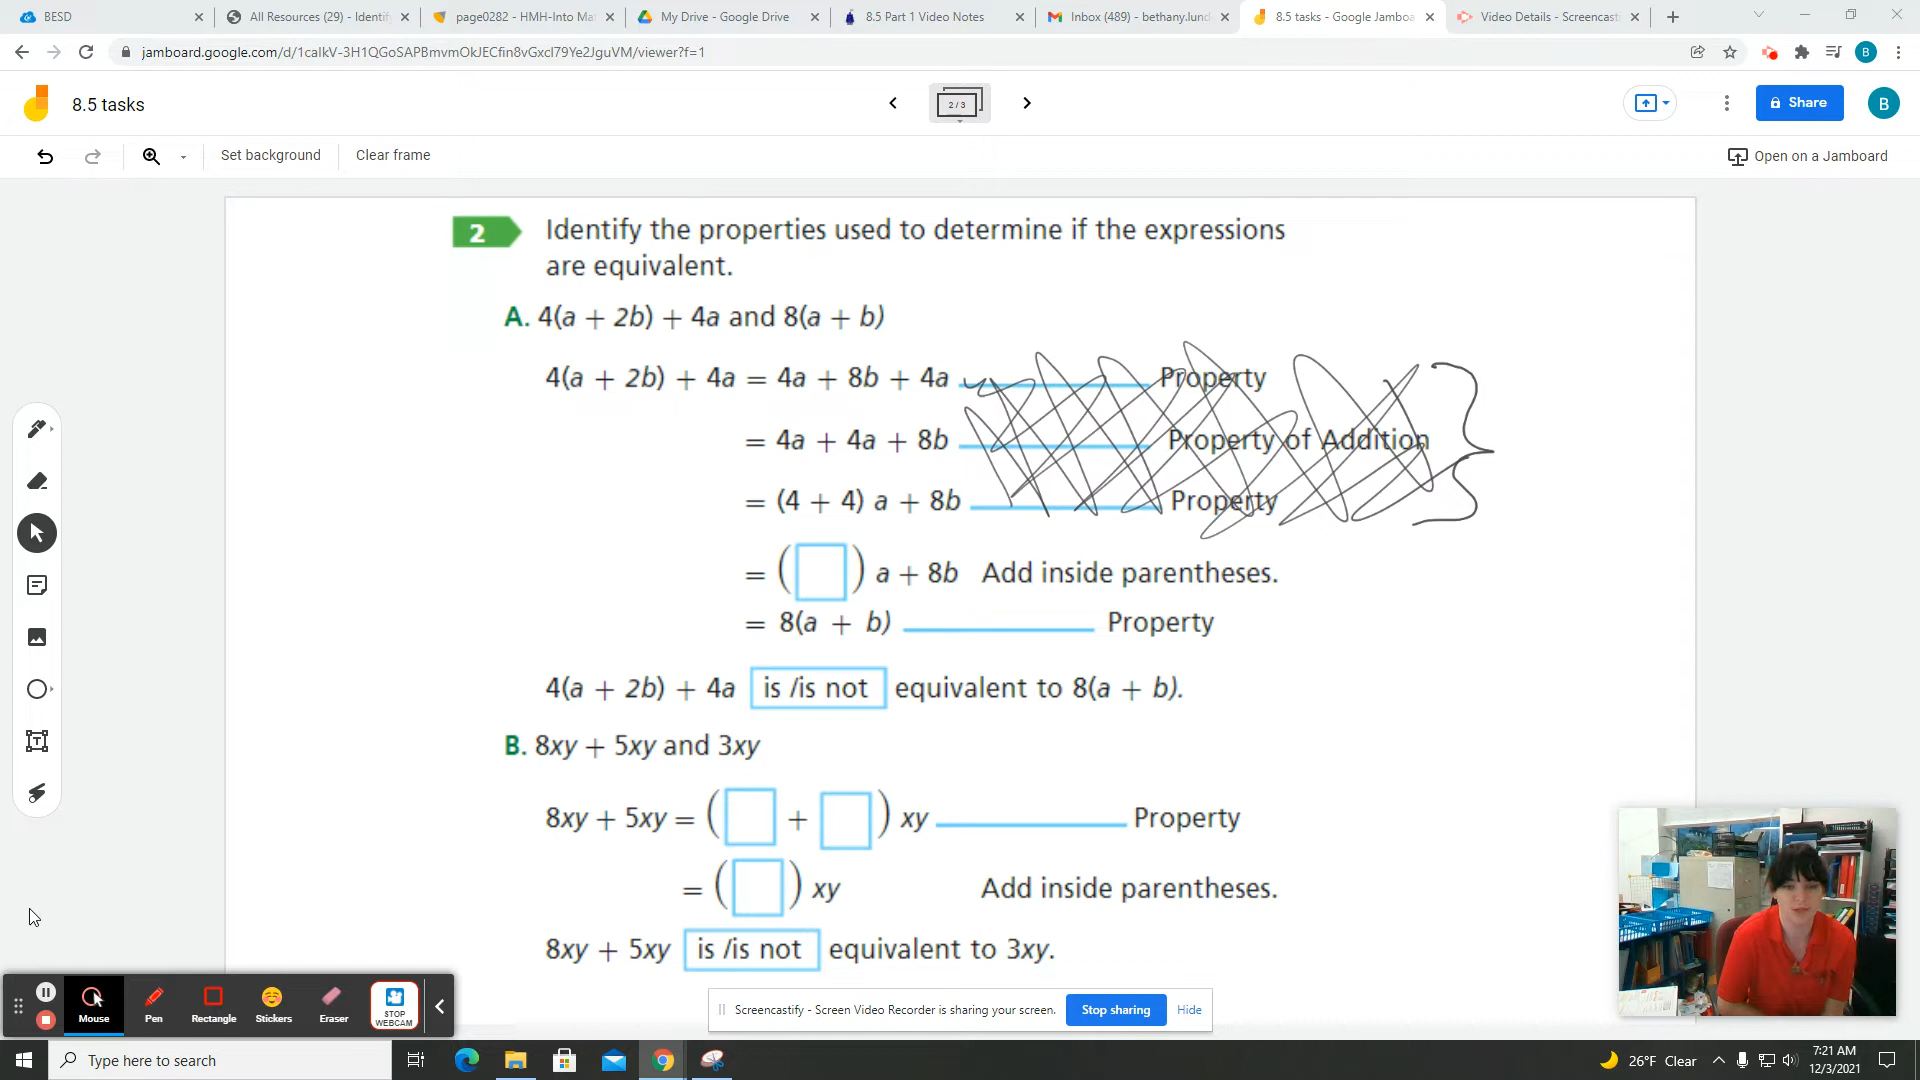 BESD
All Resources (29) - Identif
page0282 - HMH-Into Ma
My Drive - Google Drive
8.5 Part 1 Video Notes
Inbox (489) - bethany.lund
8.5 tasks - Google Jamboa
Video Details - Screencast
jamboard.google.com/d/1caIkV-3H1QGoSAPBmvmOkJECfin8vGxcl79Ye2JguVM/viewer?f=1
B
8.5 tasks
2 / 3
Share
B
Set background
Clear frame
Open on a Jamboard
2 Identify the properties used to determine if the expressions
are equivalent.
A. 4(a + 2b) + 4a and 8(a + b)
4(a + 2b) + 4a = 4a + 8b + 4a ______ Property
= 4a + 4a + 8b ______ Property of Addition
= (4 + 4) a + 8b ______ Property
= ( ) a + 8b Add inside parentheses.
= 8(a + b) ______ Property
4(a + 2b) + 4a is /is not equivalent to 8(a + b).
B. 8xy + 5xy and 3xy
8xy + 5xy = ( + ) xy ______ Property
= ( ) xy Add inside parentheses.
8xy + 5xy is /is not equivalent to 3xy.
Mouse
Pen
Rectangle
Stickers
Eraser
STOP
WEBCAM
Screencastify - Screen Video Recorder is sharing your screen.
Stop sharing
Hide
Type here to search
26°F Clear
7:21 AM
12/3/2021